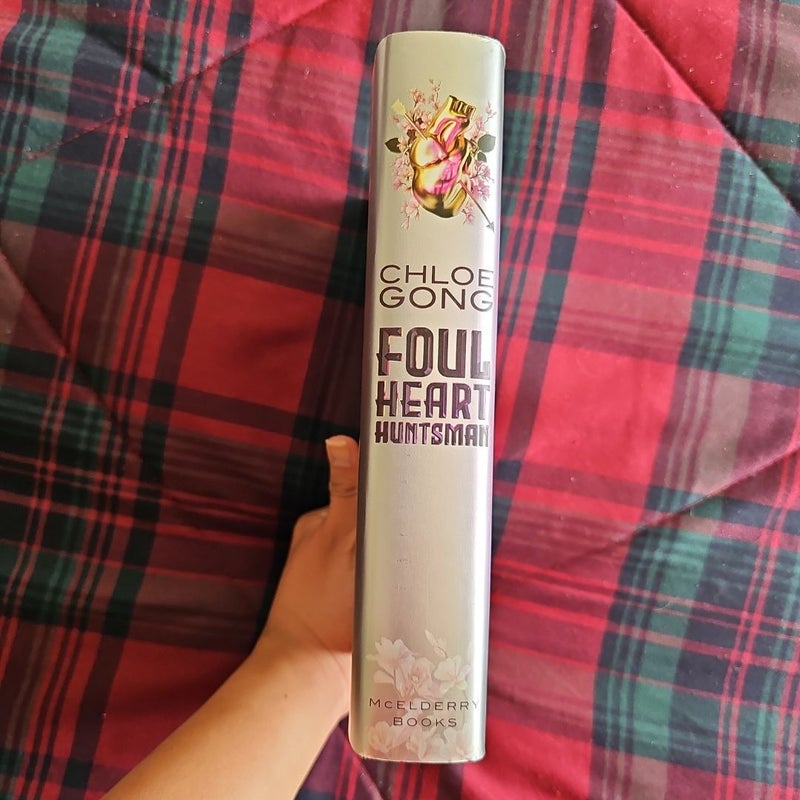 CHLOE
GONG
FOUL
HEART
HUNTSMAN
MCELDERRY
BOOKS